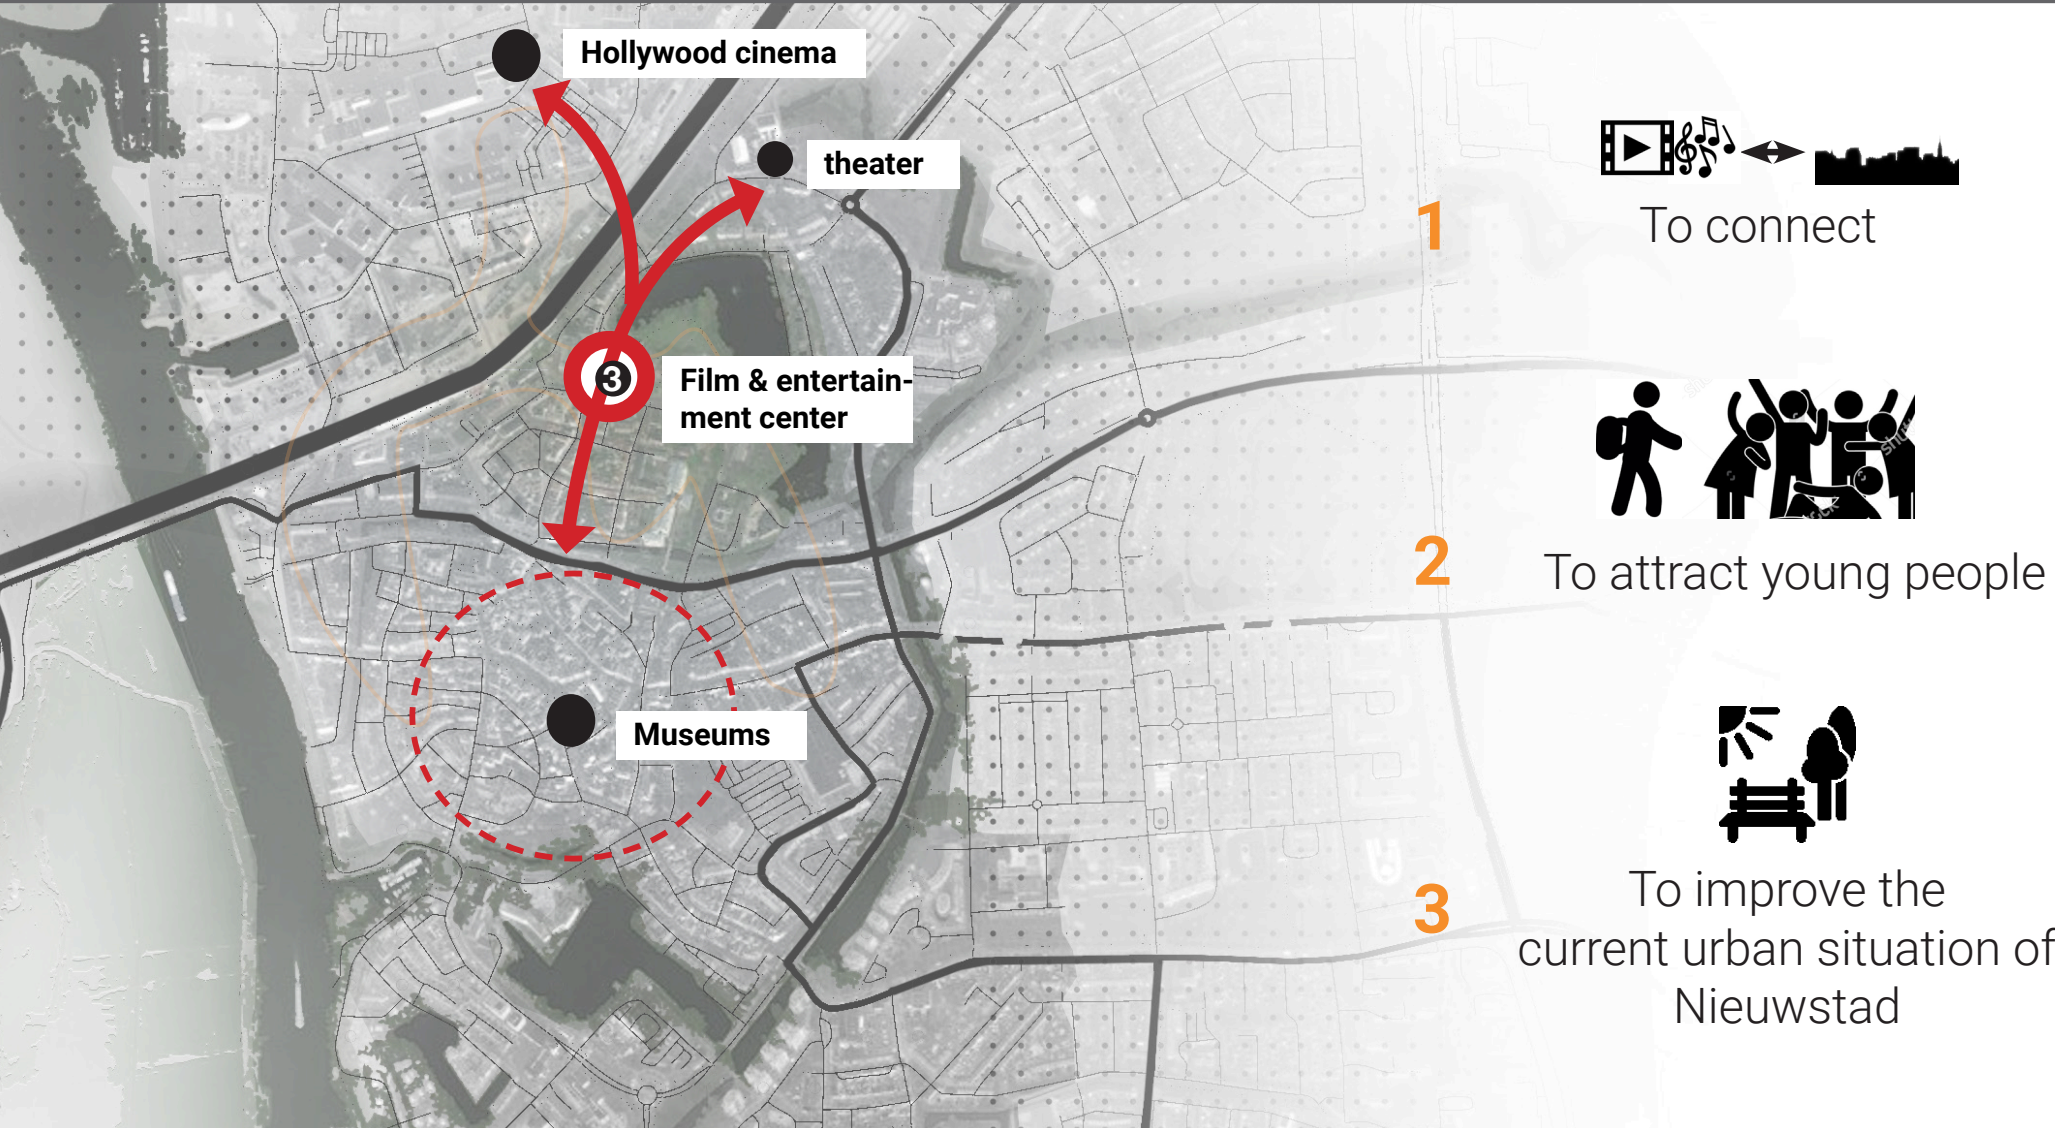 Hollywood cinema
theater
3
Film & entertain-
ment center
Museums
1
To connect
2
To attract young people
3
To improve the
current urban situation of
Nieuwstad